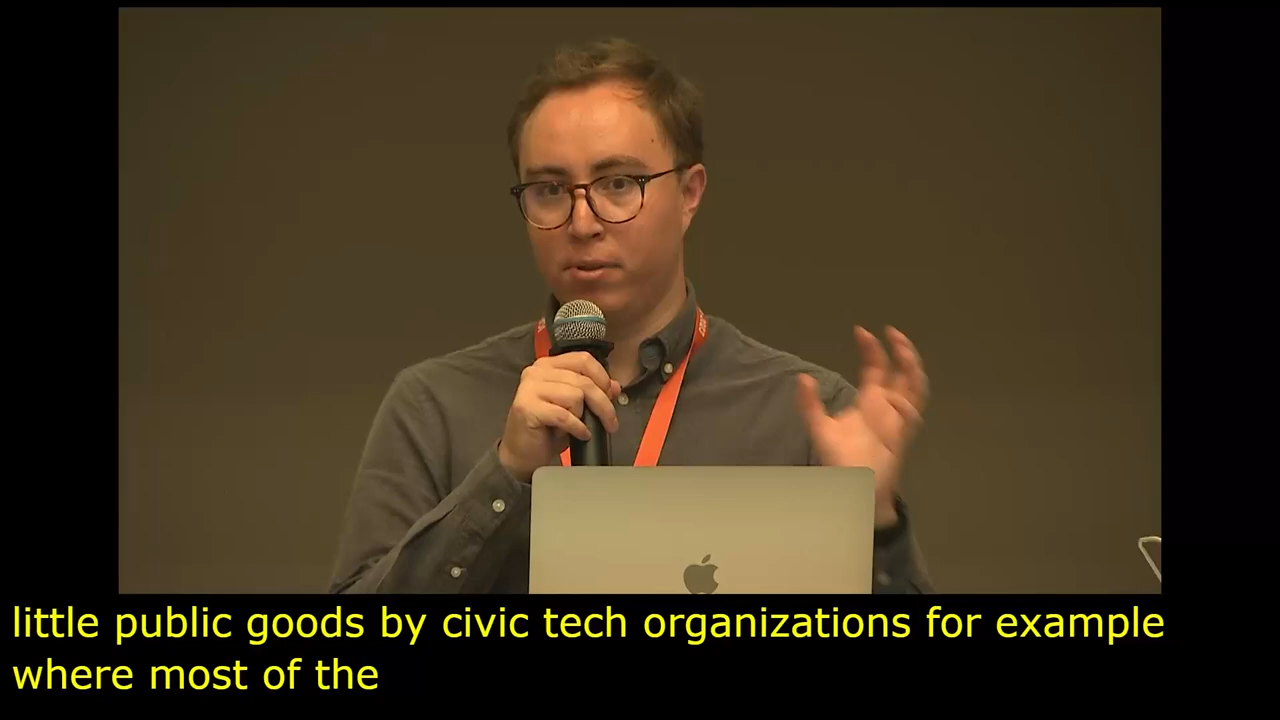 little public goods by civic tech organizations for example
where most of the